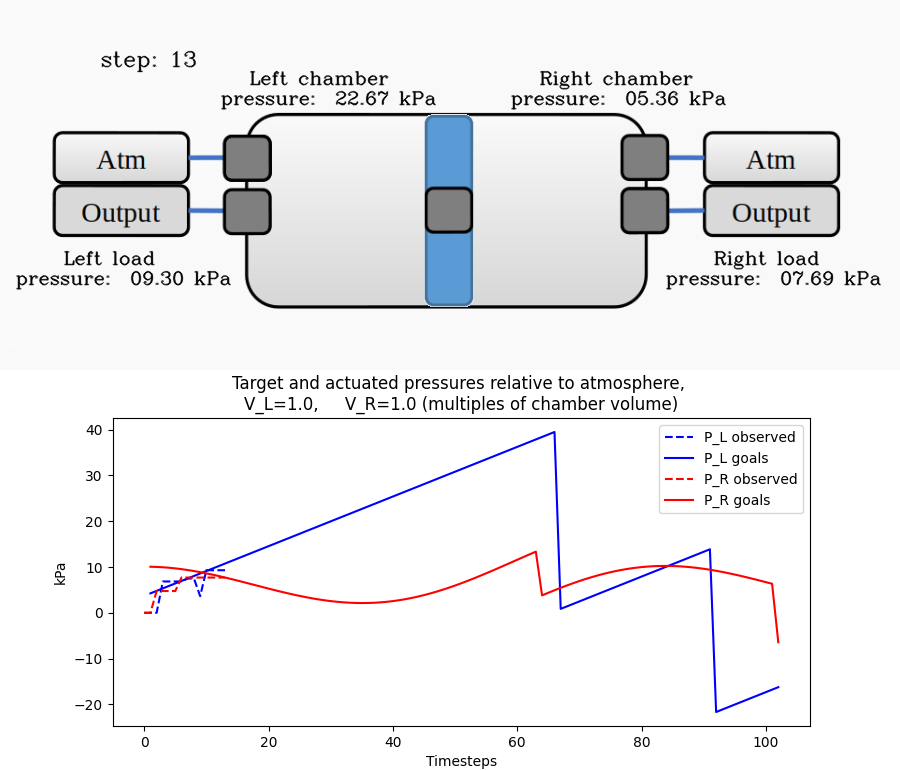 step: 13
Left chamber
pressure: 22.67 kPa
Right chamber
pressure: 05.36 kPa
Atm
Output
Atm
Output
Left load
pressure: 09.30 kPa
Right load
pressure: 07.69 kPa
Target and actuated pressures relative to atmosphere,
V_L=1.0, V_R=1.0 (multiples of chamber volume)
P_L observed
P_L goals
P_R observed
P_R goals
kPa
40
30
20
10
0
−10
−20
0 20 40 60 80 100
Timesteps